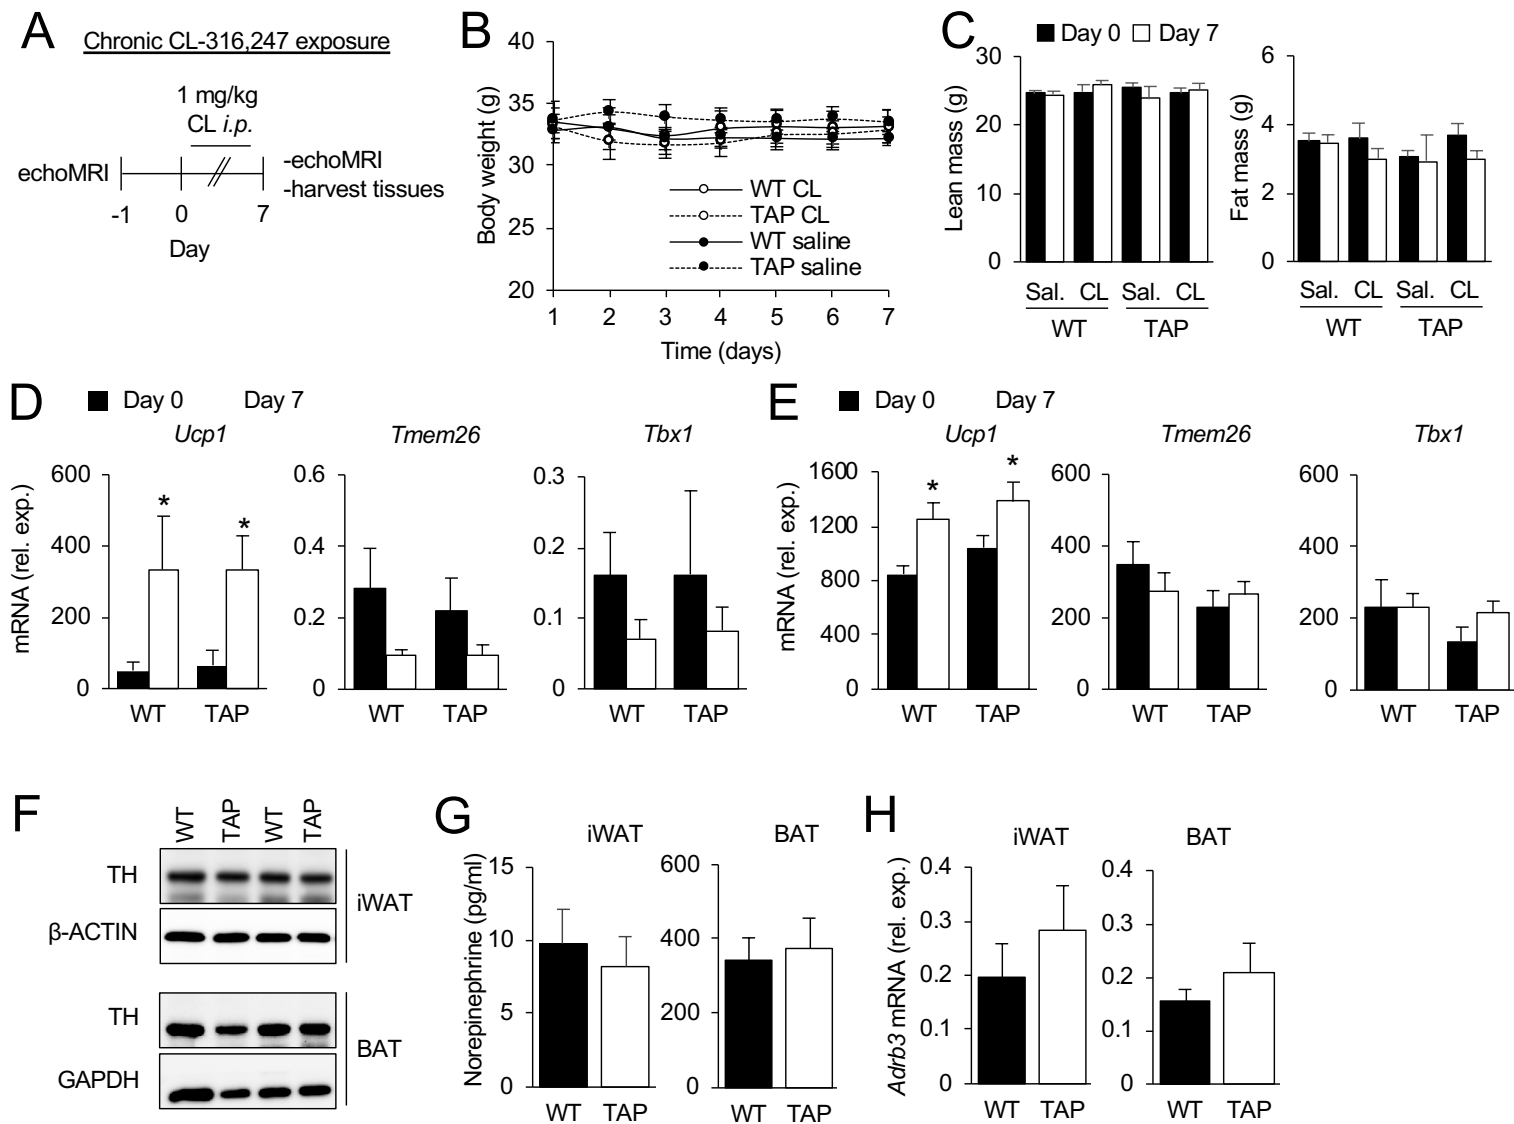 A
Chronic CL-316,247 exposure
1 mg/kg
CL i.p.
echoMRI
-echoMRI
-harvest tissues
-1 0 7
Day
B
Body weight (g)
40
35
30
25
20
WT CL
TAP CL
WT saline
TAP saline
1 2 3 4 5 6 7
Time (days)
C
Day 0 Day 7
Lean mass (g)
30
20
10
0
Sal. CL Sal. CL
WT TAP
Fat mass (g)
6
4
2
0
Sal. CL Sal. CL
WT TAP
D
Day 0 Day 7
Ucp1 Tmem26 Tbx1
mRNA (rel. exp.)
600
400
200
0
*
*
WT TAP
0.6
0.4
0.2
0
WT TAP
0.3
0.2
0.1
0
WT TAP
E
Day 0 Day 7
Ucp1 Tmem26 Tbx1
mRNA (rel. exp.)
1600
1200
800
400
0
*
*
WT TAP
600
400
200
0
WT TAP
600
400
200
0
WT TAP
F
WT TAP WT TAP
TH
β-ACTIN
iWAT
TH
GAPDH
BAT
G
iWAT BAT
Norepinephrine (pg/ml)
15
10
5
0
WT TAP
600
400
200
0
WT TAP
H
iWAT BAT
Adrb3 mRNA (rel. exp.)
0.4
0.3
0.2
0.1
0
WT TAP
0.4
0.3
0.2
0.1
0
WT TAP